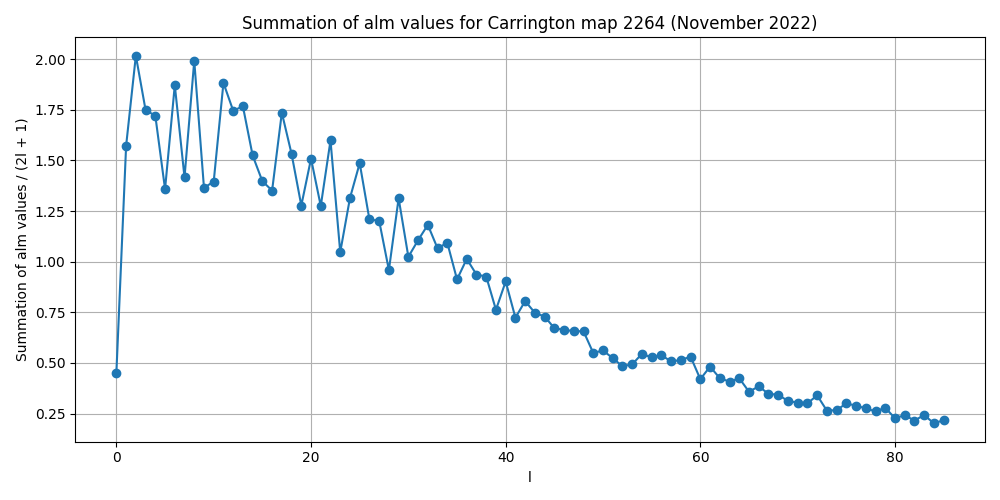 Summation of alm values for Carrington map 2264 (November 2022)
Summation of alm values / (2l + 1)
2.00
1.75
1.50
1.25
1.00
0.75
0.50
0.25
0 20 40 60 80
l